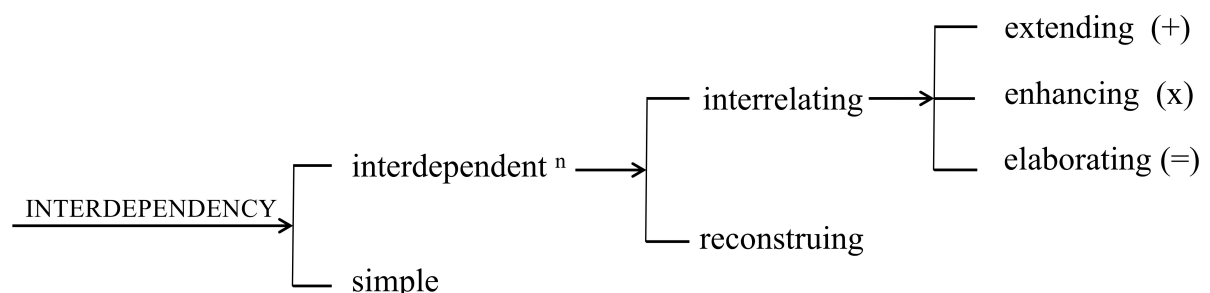 extending (+)
interrelating
enhancing (x)
elaborating (=)
interdependent ⁿ
INTERDEPENDENCY
reconstruing
simple